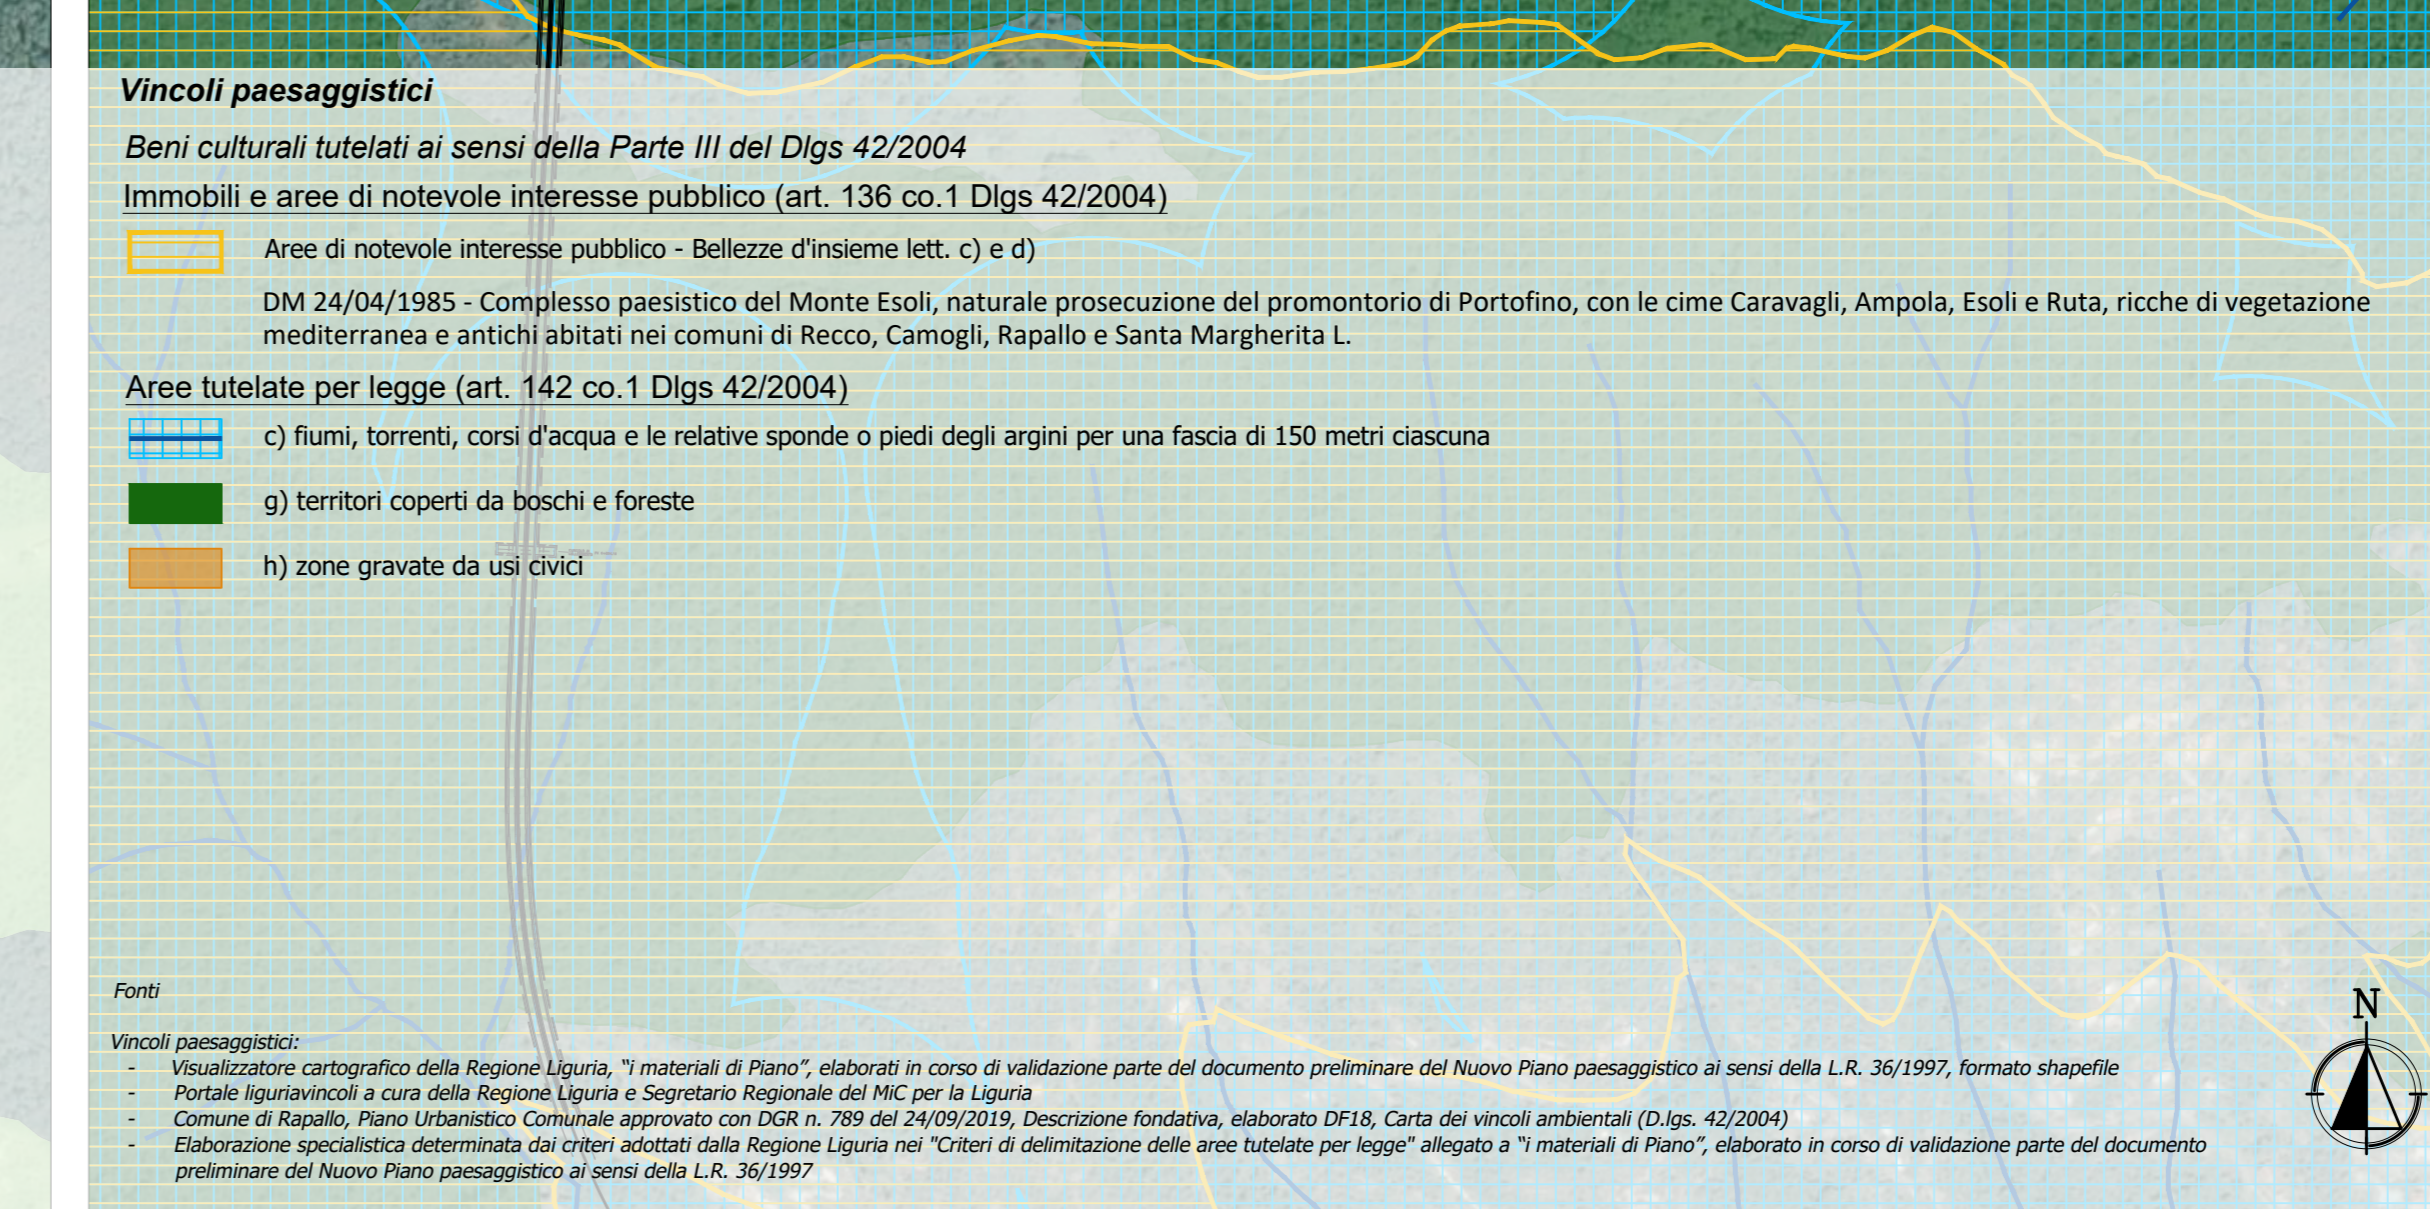 Vincoli paesaggistici
Beni culturali tutelati ai sensi della Parte III del Dlgs 42/2004
Immobili e aree di notevole interesse pubblico (art. 136 co.1 Dlgs 42/2004)
Aree di notevole interesse pubblico - Bellezze d'insieme lett. c) e d)
DM 24/04/1985 - Complesso paesistico del Monte Esoli, naturale prosecuzione del promontorio di Portofino, con le cime Caravagli, Ampola, Esoli e Ruta, ricche di vegetazione
mediterranea e antichi abitati nei comuni di Recco, Camogli, Rapallo e Santa Margherita L.
Aree tutelate per legge (art. 142 co.1 Dlgs 42/2004)
c) fiumi, torrenti, corsi d'acqua e le relative sponde o piedi degli argini per una fascia di 150 metri ciascuna
g) territori coperti da boschi e foreste
h) zone gravate da usi civici
Fonti
N
Vincoli paesaggistici:
- Visualizzatore cartografico della Regione Liguria, “i materiali di Piano”, elaborati in corso di validazione parte del documento preliminare del Nuovo Piano paesaggistico ai sensi della L.R. 36/1997, formato shapefile
- Portale liguriavincoli a cura della Regione Liguria e Segretario Regionale del MiC per la Liguria
- Comune di Rapallo, Piano Urbanistico Comunale approvato con DGR n. 789 del 24/09/2019, Descrizione fondativa, elaborato DF18, Carta dei vincoli ambientali (D.lgs. 42/2004)
- Elaborazione specialistica determinata dai criteri adottati dalla Regione Liguria nei "Criteri di delimitazione delle aree tutelate per legge" allegato a “i materiali di Piano”, elaborato in corso di validazione parte del documento
preliminare del Nuovo Piano paesaggistico ai sensi della L.R. 36/1997